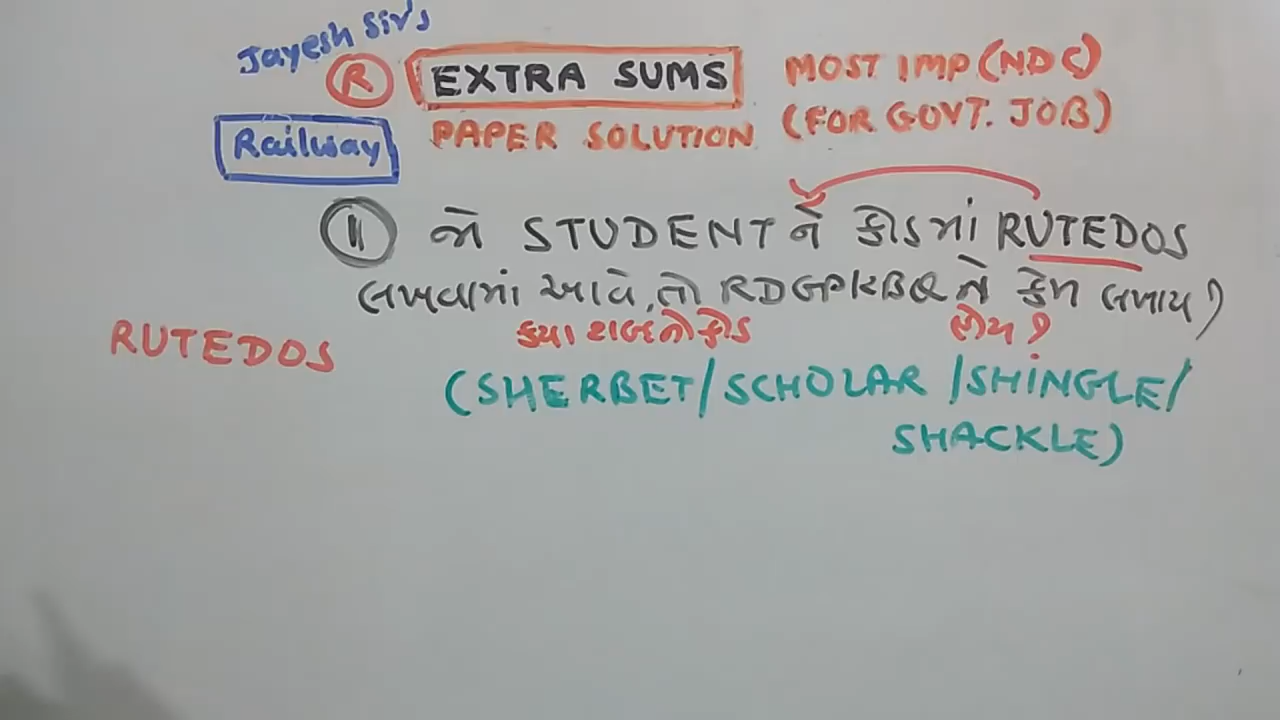 Jayesh Sir's
R EXTRA SUMS MOST IMP (NDC)
Railway PAPER SOLUTION (FOR GOVT. JOB)
11 જો STUDENT ને કોડમાં RUTEDOS
લખવામાં આવે, તો RDGPKBQ ને કેમ લખાય?
ક્યા શબ્દનો કોડ હોય?
RUTEDOS
(SHERBET/SCHOLAR/SHINGLE/
SHACKLE)